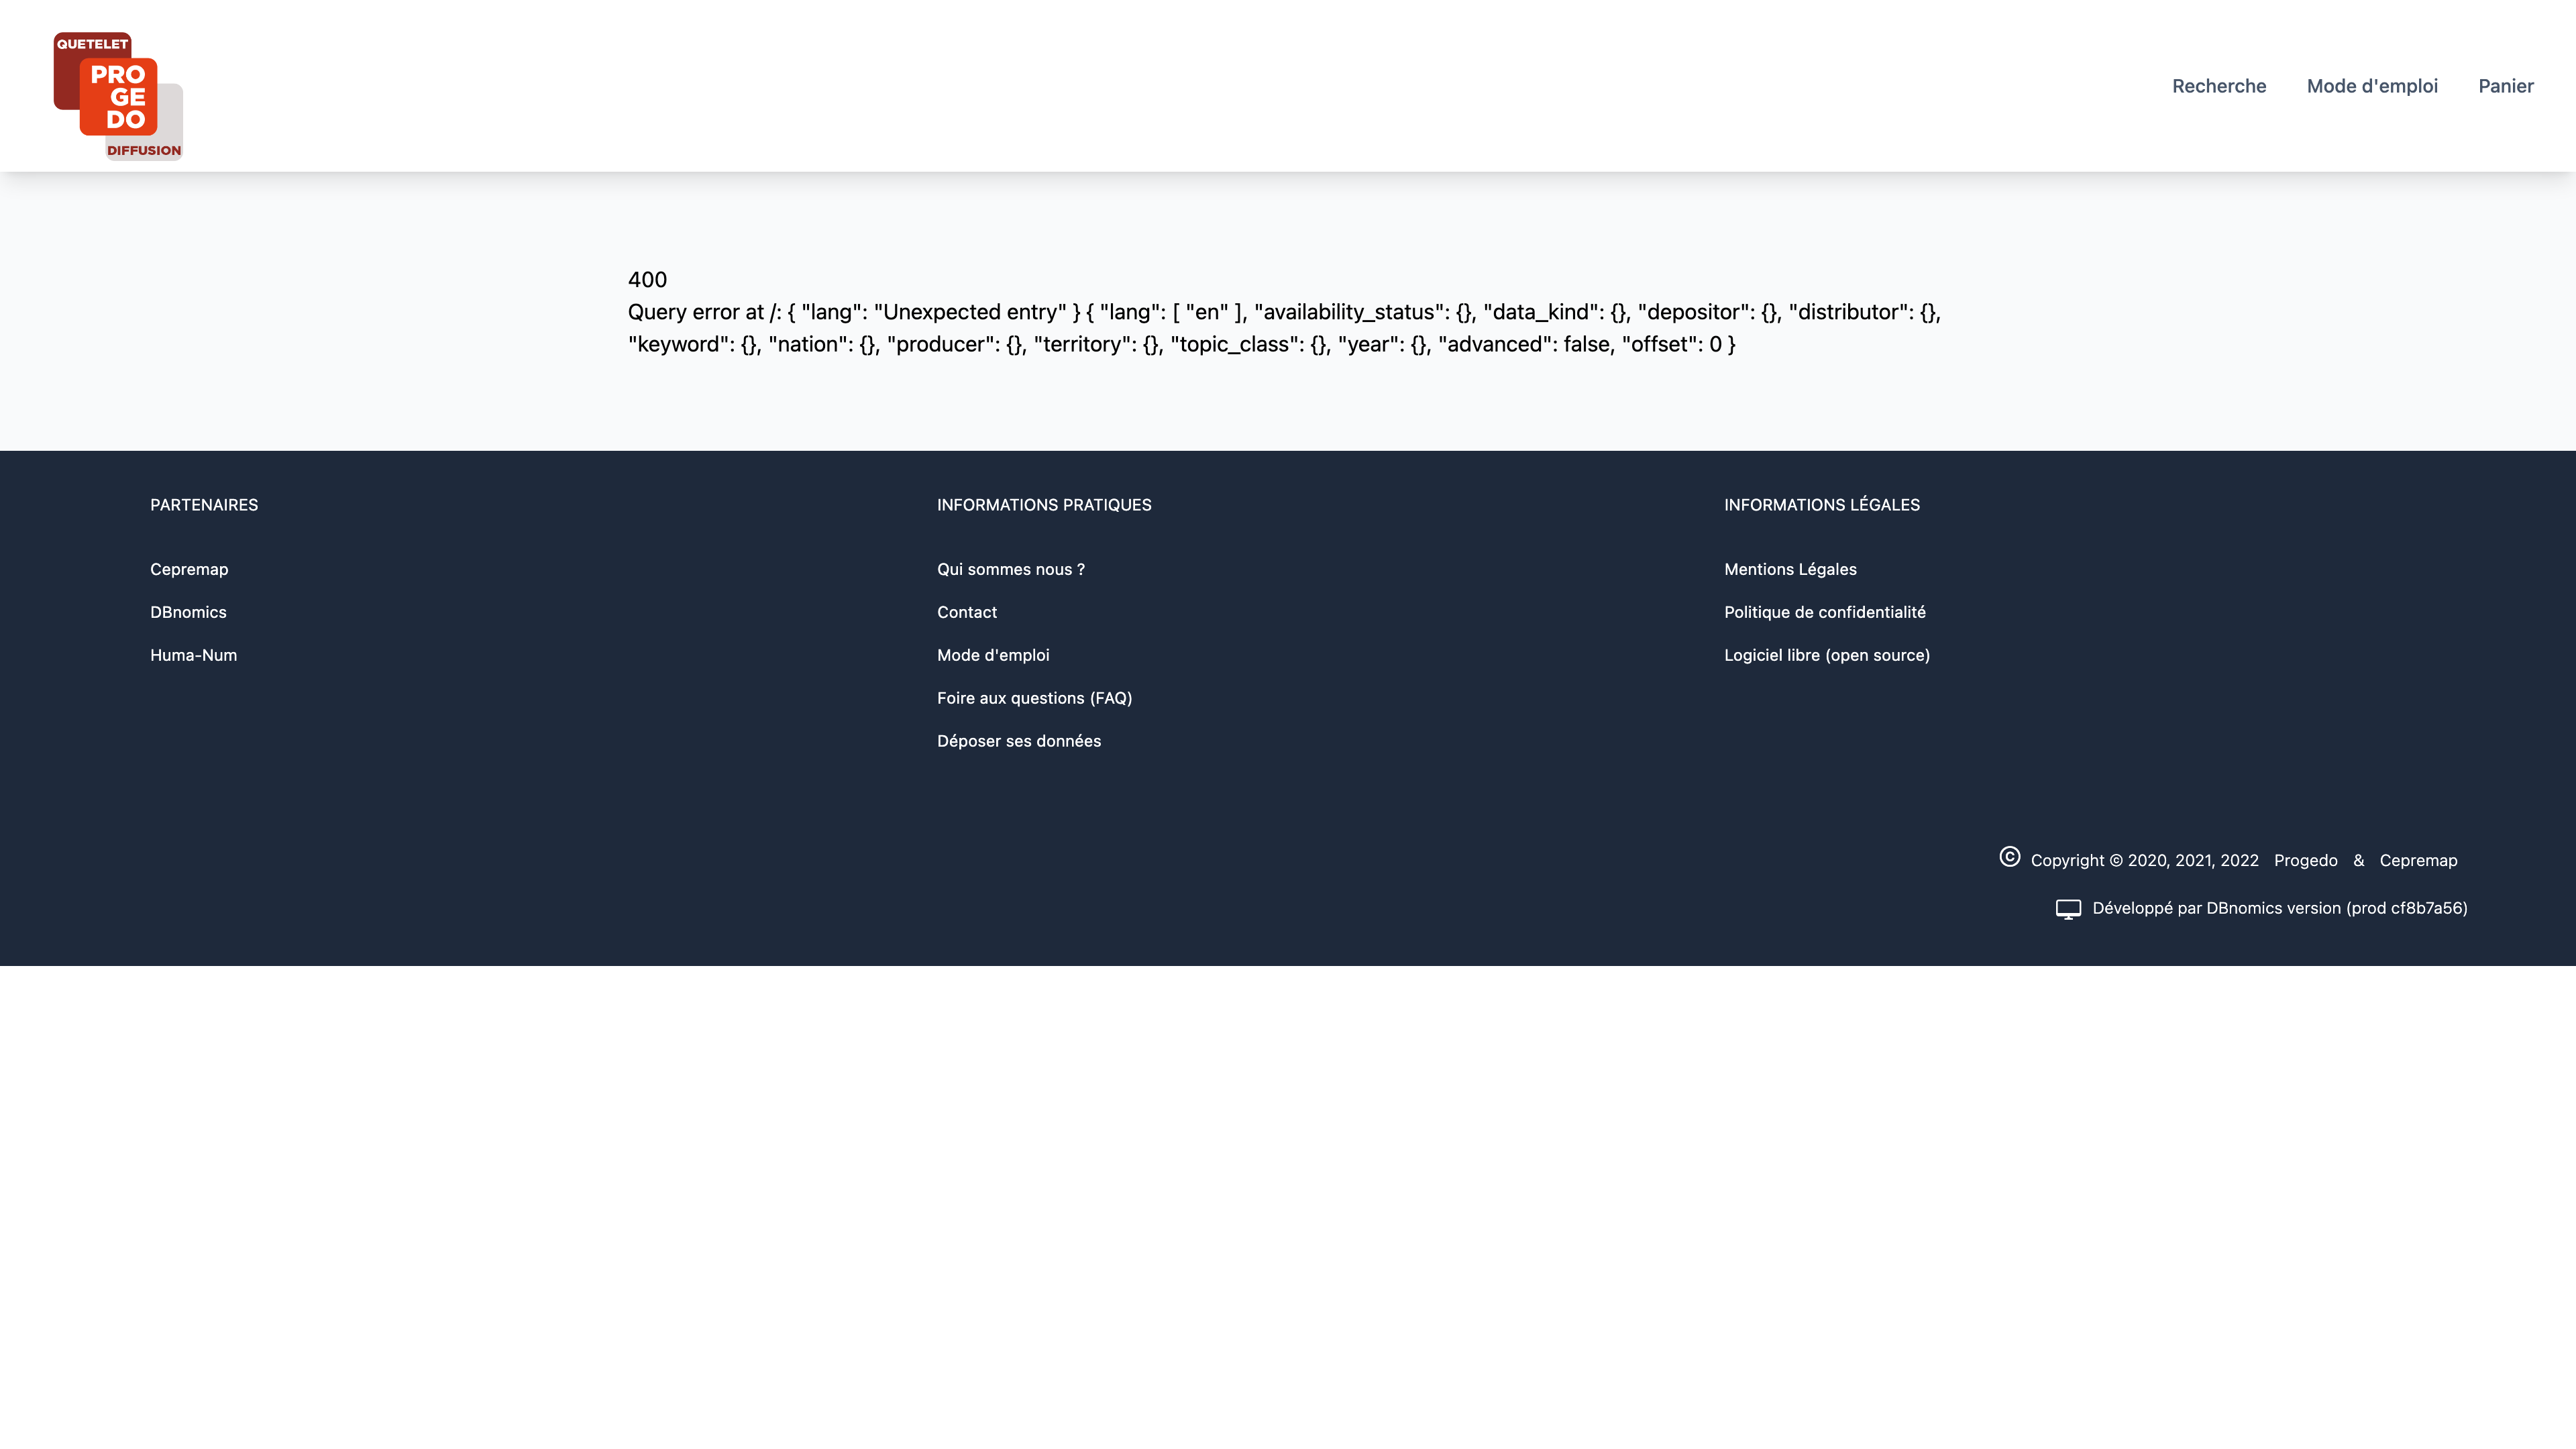 QUETELET
PRO
GE
DO
DIFFUSION
Recherche Mode d'emploi Panier
400
Query error at /: { "lang": "Unexpected entry" } { "lang": [ "en" ], "availability_status": {}, "data_kind": {}, "depositor": {}, "distributor": {},
"keyword": {}, "nation": {}, "producer": {}, "territory": {}, "topic_class": {}, "year": {}, "advanced": false, "offset": 0 }
PARTENAIRES
Cepremap
DBnomics
Huma-Num
INFORMATIONS PRATIQUES
Qui sommes nous ?
Contact
Mode d'emploi
Foire aux questions (FAQ)
Déposer ses données
INFORMATIONS LÉGALES
Mentions Légales
Politique de confidentialité
Logiciel libre (open source)
Copyright © 2020, 2021, 2022 Progedo & Cepremap
Développé par DBnomics version (prod cf8b7a56)